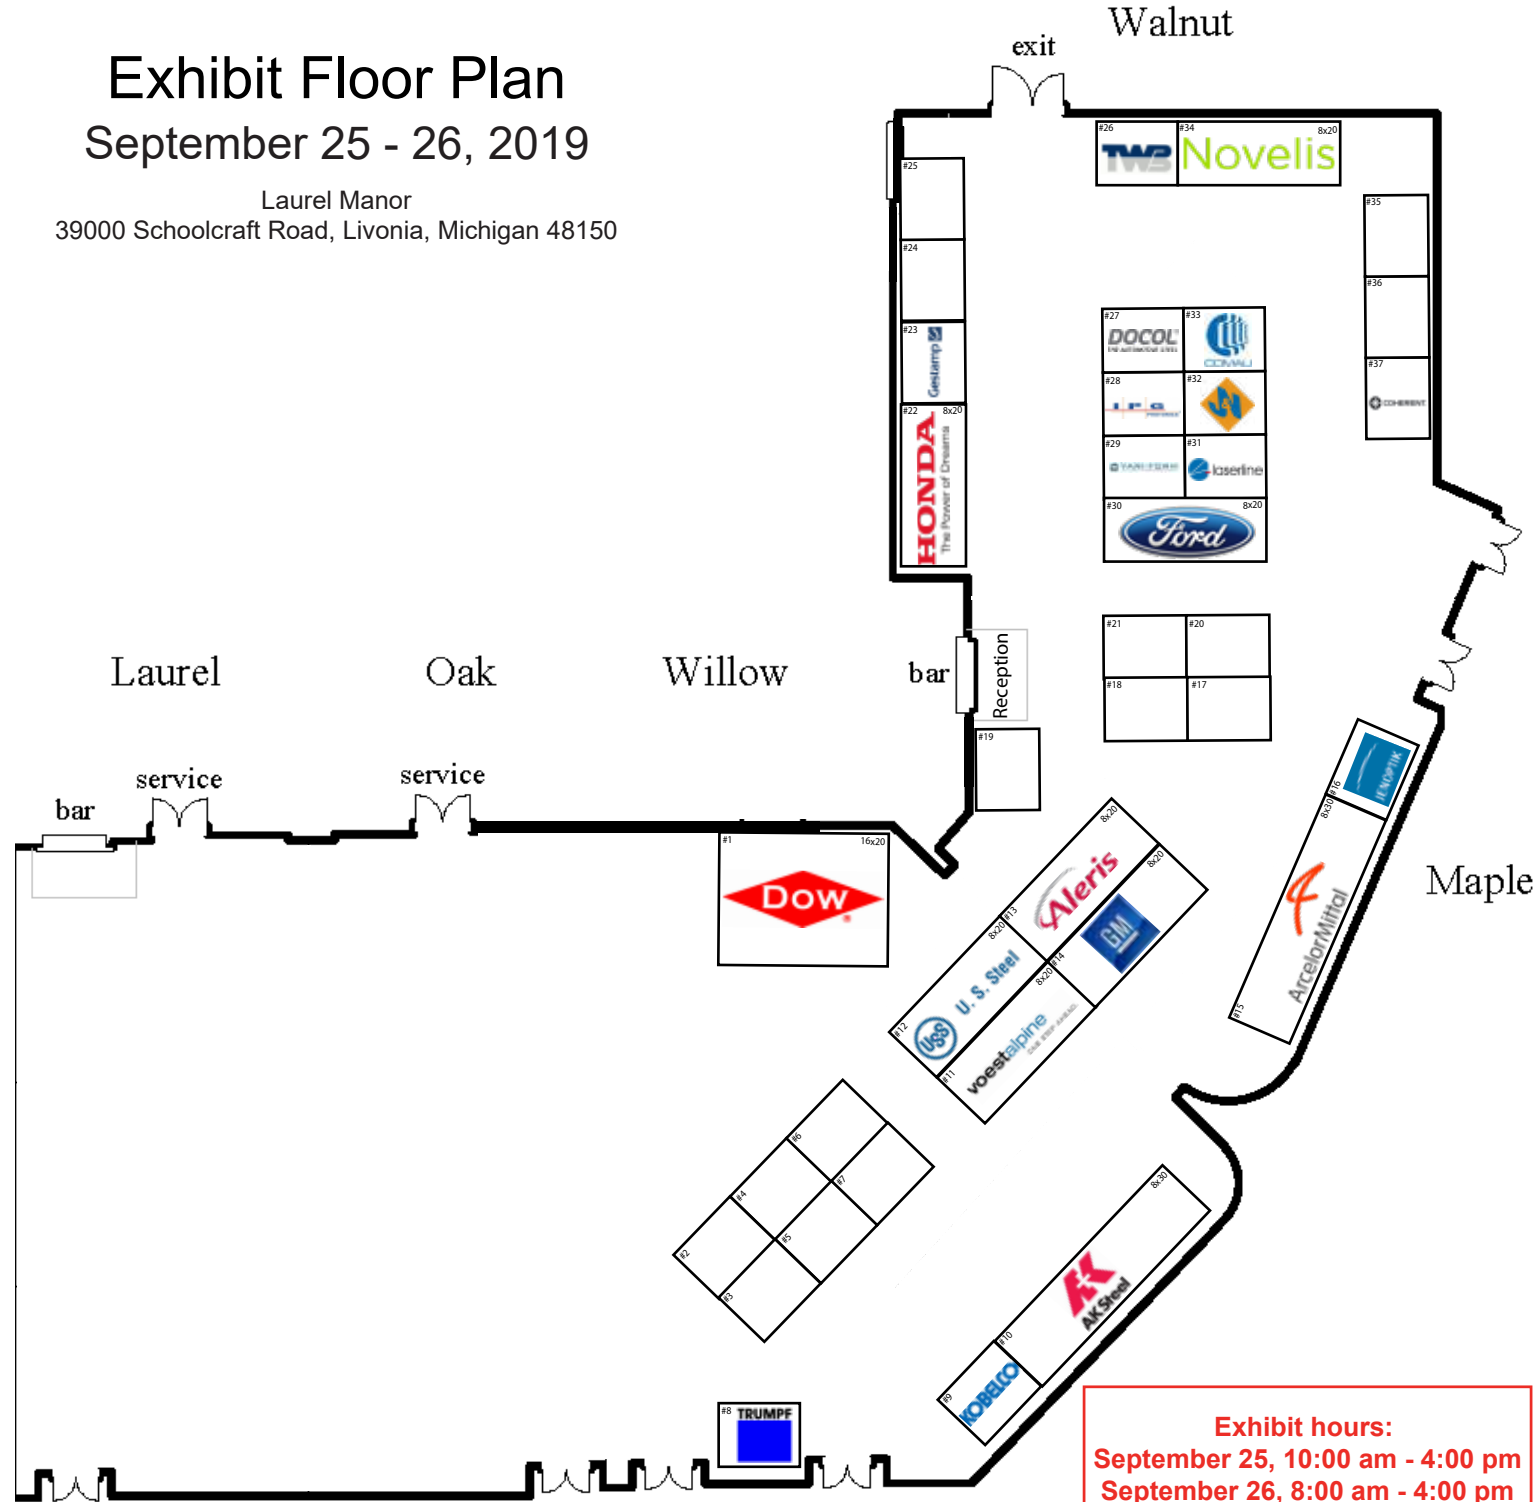 Walnut
exit
Exhibit Floor Plan
September 25 - 26, 2019
Laurel Manor
39000 Schoolcraft Road, Livonia, Michigan 48150
#26
TWB
#34
8x20
Novelis
#25
#24
#23
Gestamp
#22
8x20
HONDA
The Power of Dreams
#35
#36
#37
COHERENT
#27
DOCOL
#33
COMAU
#28
IPG
#32
#29
#31
laserline
#30
8x20
Ford
#21
#20
#18
#17
Laurel
Oak
Willow
bar
Reception
#19
service
service
bar
#1
16x20
Dow
#16
JENOPTIK
8x30
ArcelorMittal
#15
Maple
8x20
#13
Aleris
8x20
#14
GM
8x20
#12
USS
U. S. Steel
8x20
#11
voestalpine
ONE STEP AHEAD.
#6
#7
#4
#5
#2
#3
8x30
#10
AK Steel
#9
KOBELCO
#8
TRUMPF
Exhibit hours:
September 25, 10:00 am - 4:00 pm
September 26, 8:00 am - 4:00 pm